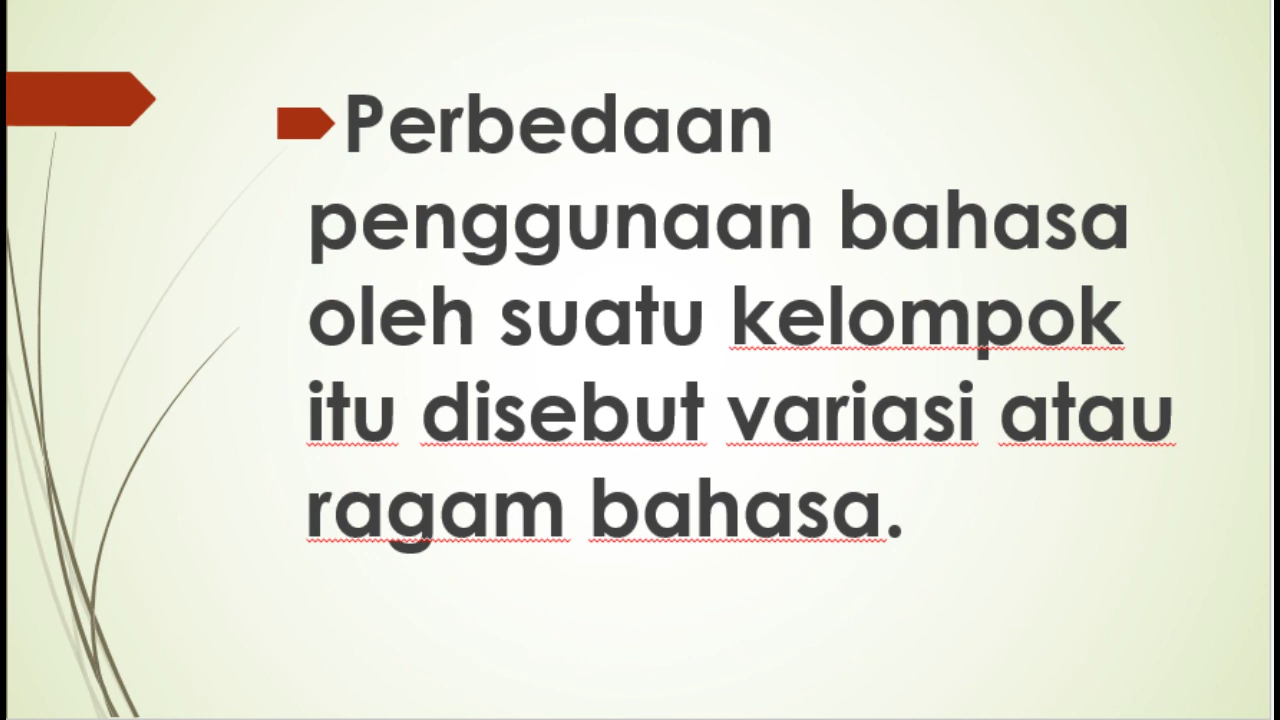 Perbedaan
penggunaan bahasa
oleh suatu kelompok
itu disebut variasi atau
ragam bahasa.